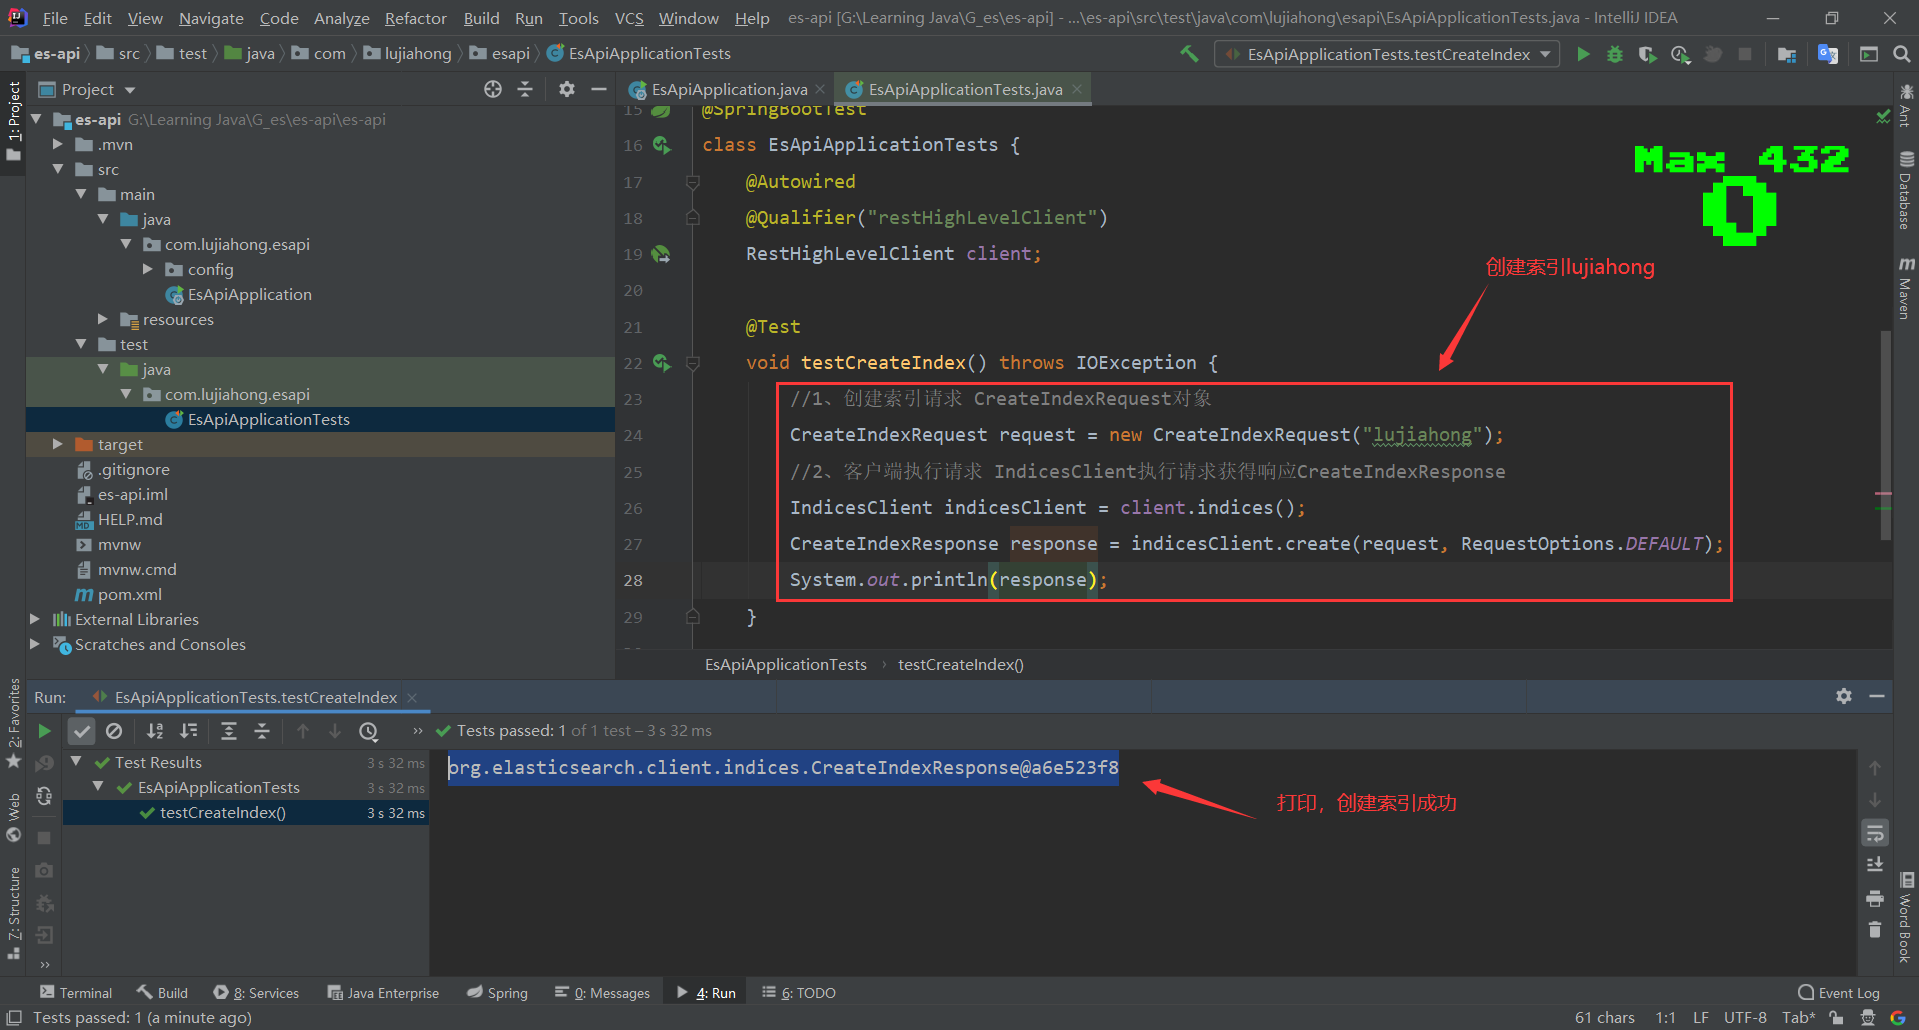 File Edit View Navigate Code Analyze Refactor Build Run Tools VCS Window Help es-api [G:\Learning Java\G_es\es-api] - ...\es-api\src\test\java\com\lujiahong\esapi\EsApiApplicationTests.java - IntelliJ IDEA
es-api src test java com lujiahong esapi EsApiApplicationTests EsApiApplicationTests.testCreateIndex
Project
EsApiApplication.java EsApiApplicationTests.java
1: Project
es-api G:\Learning Java\G_es\es-api\es-api
.mvn
src
main
java
com.lujiahong.esapi
config
EsApiApplication
resources
test
java
com.lujiahong.esapi
EsApiApplicationTests
target
.gitignore
es-api.iml
HELP.md
mvnw
mvnw.cmd
pom.xml
External Libraries
Scratches and Consoles
15 @SpringBootTest
16 class EsApiApplicationTests {
17 @Autowired
18 @Qualifier("restHighLevelClient")
19 RestHighLevelClient client;
20
21 @Test
22 void testCreateIndex() throws IOException {
23 //1、创建索引请求 CreateIndexRequest对象
24 CreateIndexRequest request = new CreateIndexRequest("lujiahong");
25 //2、客户端执行请求 IndicesClient执行请求获得响应CreateIndexResponse
26 IndicesClient indicesClient = client.indices();
27 CreateIndexResponse response = indicesClient.create(request, RequestOptions.DEFAULT);
28 System.out.println(response);
29 }
Max 432
0
创建索引lujiahong
EsApiApplicationTests testCreateIndex()
Ant
Database
Maven
Word Book
2: Favorites
Web
Z: Structure
Run: EsApiApplicationTests.testCreateIndex
Tests passed: 1 of 1 test – 3 s 32 ms
Test Results 3 s 32 ms
EsApiApplicationTests 3 s 32 ms
testCreateIndex() 3 s 32 ms
org.elasticsearch.client.indices.CreateIndexResponse@a6e523f8
打印，创建索引成功
Terminal Build 8: Services Java Enterprise Spring 0: Messages 4: Run 6: TODO Event Log
Tests passed: 1 (a minute ago) 61 chars 1:1 LF UTF-8 Tab*